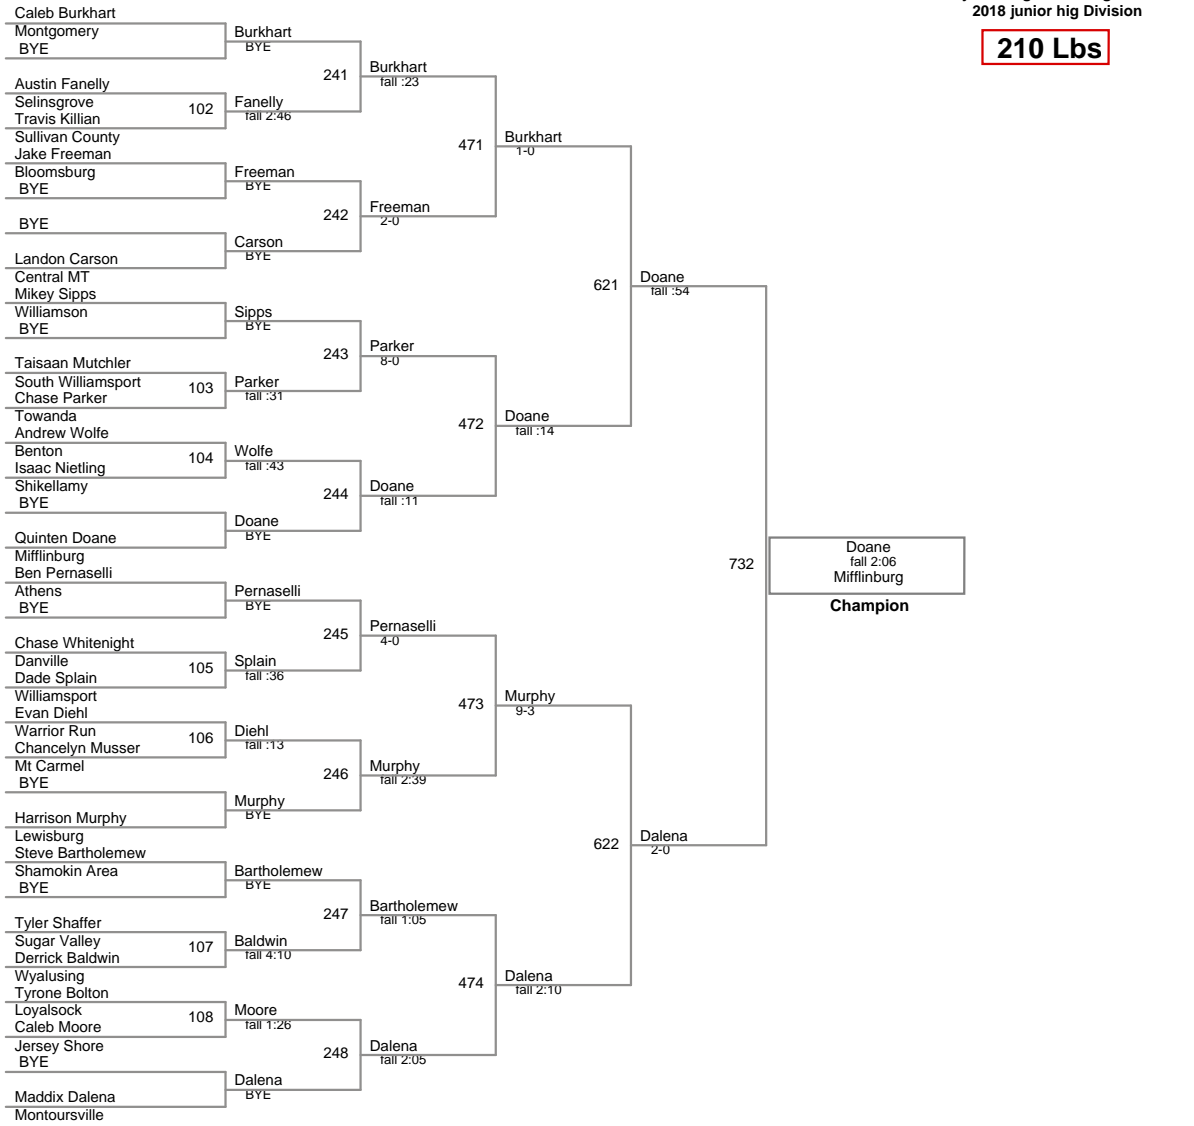 2018 junior hig Division
210 Lbs
Caleb Burkhart
Montgomery
BYE
Austin Fanelly
Selinsgrove
102
Travis Killian
Sullivan County
Jake Freeman
Bloomsburg
BYE
BYE
Landon Carson
Central MT
Mikey Sipps
Williamson
BYE
Taisaan Mutchler
South Williamsport
103
Chase Parker
Towanda
Andrew Wolfe
Benton
104
Isaac Nietling
Shikellamy
BYE
Quinten Doane
Mifflinburg
Ben Pernaselli
Athens
BYE
Chase Whitenight
Danville
105
Dade Splain
Williamsport
Evan Diehl
Warrior Run
106
Chancelyn Musser
Mt Carmel
BYE
Harrison Murphy
Lewisburg
Steve Bartholemew
Shamokin Area
BYE
Tyler Shaffer
Sugar Valley
107
Derrick Baldwin
Wyalusing
Tyrone Bolton
Loyalsock
108
Caleb Moore
Jersey Shore
BYE
Maddix Dalena
Montoursville
Burkhart
BYE
241
Fanelly
fall 2:46
Freeman
BYE
242
Carson
BYE
Sipps
BYE
243
Parker
fall :31
Wolfe
fall :43
244
Doane
BYE
Pernaselli
BYE
245
Splain
fall :36
Diehl
fall :13
246
Murphy
BYE
Bartholemew
BYE
247
Baldwin
fall 4:10
Moore
fall 1:26
248
Dalena
BYE
Burkhart
fall :23
471
Freeman
2-0
Parker
8-0
472
Doane
fall :11
Pernaselli
4-0
473
Murphy
fall 2:39
Bartholemew
fall 1:05
474
Dalena
fall 2:05
Burkhart
1-0
621
Doane
fall :14
Murphy
9-3
622
Dalena
fall 2:10
Doane
fall :54
732
Dalena
2-0
Doane
fall 2:06
Mifflinburg
Champion